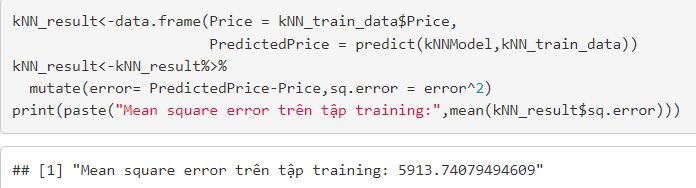 kNN_result<-data.frame(Price = kNN_train_data$Price,
PredictedPrice = predict(kNNModel,kNN_train_data))
kNN_result<-kNN_result%>%
mutate(error= PredictedPrice-Price,sq.error = error^2)
print(paste("Mean square error trên tập training:",mean(kNN_result$sq.error)))
## [1] "Mean square error trên tập training: 5913.74079494609"